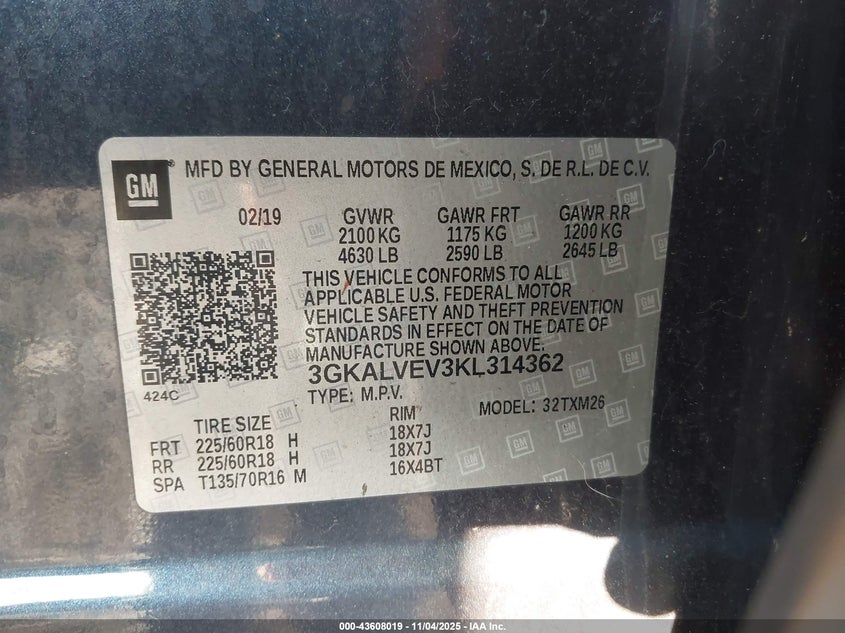 GM
MFD BY GENERAL MOTORS DE MEXICO, S. DE R.L. DE C.V.
02/19 GVWR GAWR FRT GAWR RR
2100 KG 1175 KG 1200 KG
4630 LB 2590 LB 2645 LB
THIS VEHICLE CONFORMS TO ALL
APPLICABLE U.S. FEDERAL MOTOR
VEHICLE SAFETY AND THEFT PREVENTION
STANDARDS IN EFFECT ON THE DATE OF
MANUFACTURE SHOWN ABOVE.
3GKALVEV3KL314362
424C
TYPE: M.P.V. MODEL: 32TXM26
TIRE SIZE RIM
FRT 225/60R18 H 18X7J
RR 225/60R18 H 18X7J
SPA T135/70R16 M 16X4BT
000-43608019 - 11/04/2025 - IAA Inc.